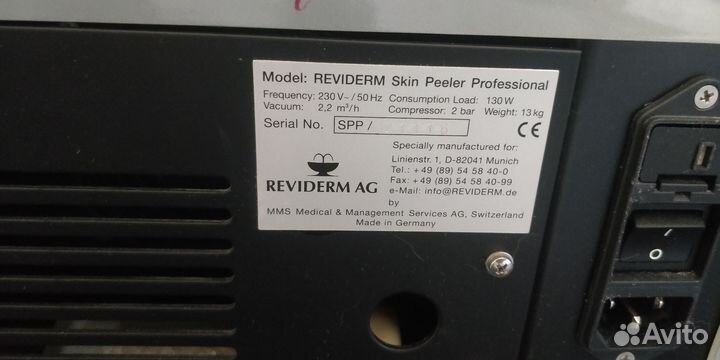 Model: REVIDERM Skin Peeler Professional
Frequency: 230 V~/50 Hz Consumption Load: 130 W
Vacuum: 2,2 m³/h Compressor: 2 bar Weight: 13 kg
Serial No. SPP /
CE
Specially manufactured for:
Linienstr. 1, D-82041 Munich
Tel.: +49 (89) 54 58 40-0
Fax: +49 (89) 54 58 40-99
e-Mail: info@REVIDERM.de
REVIDERM AG
by
MMS Medical & Management Services AG, Switzerland
Made in Germany
Avito